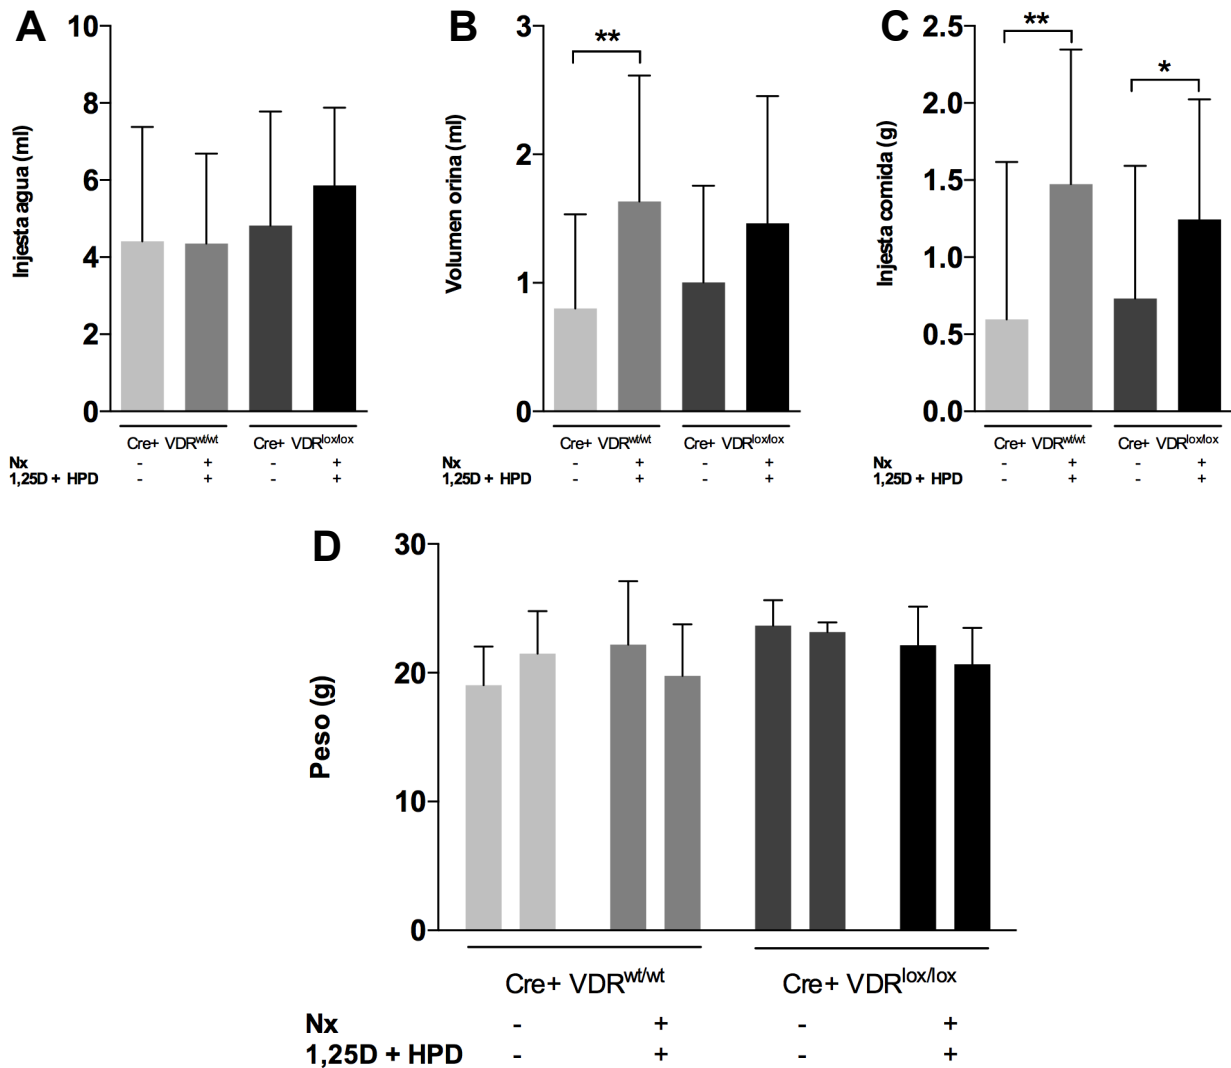 A
10
8
6
4
2
0
Injesta agua (ml)
Cre+ VDRwt/wt Cre+ VDRlox/lox
Nx - + - +
1,25D + HPD - + - +
B
3
2
1
0
Volumen orina (ml)
**
Cre+ VDRwt/wt Cre+ VDRlox/lox
Nx - + - +
1,25D + HPD - + - +
C
2.5
2.0
1.5
1.0
0.5
0.0
Injesta comida (g)
**
*
Cre+ VDRwt/wt Cre+ VDRlox/lox
Nx - + - +
1,25D + HPD - + - +
D
30
20
10
0
Peso (g)
Cre+ VDRwt/wt Cre+ VDRlox/lox
Nx - + - +
1,25D + HPD - + - +